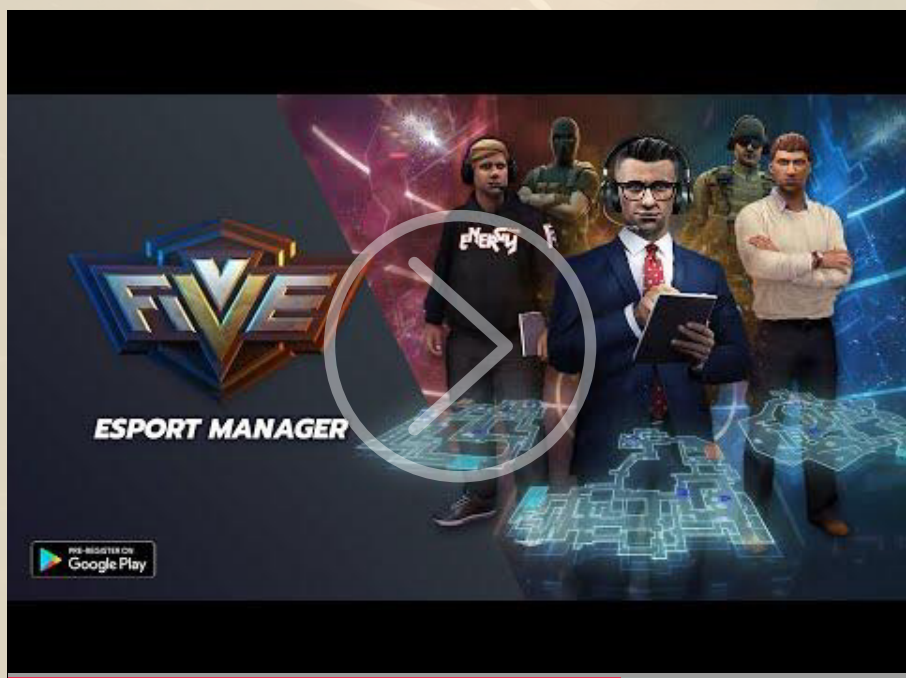 FIVE
ESPORT MANAGER
ENERGY
PRE-REGISTER ON
Google Play